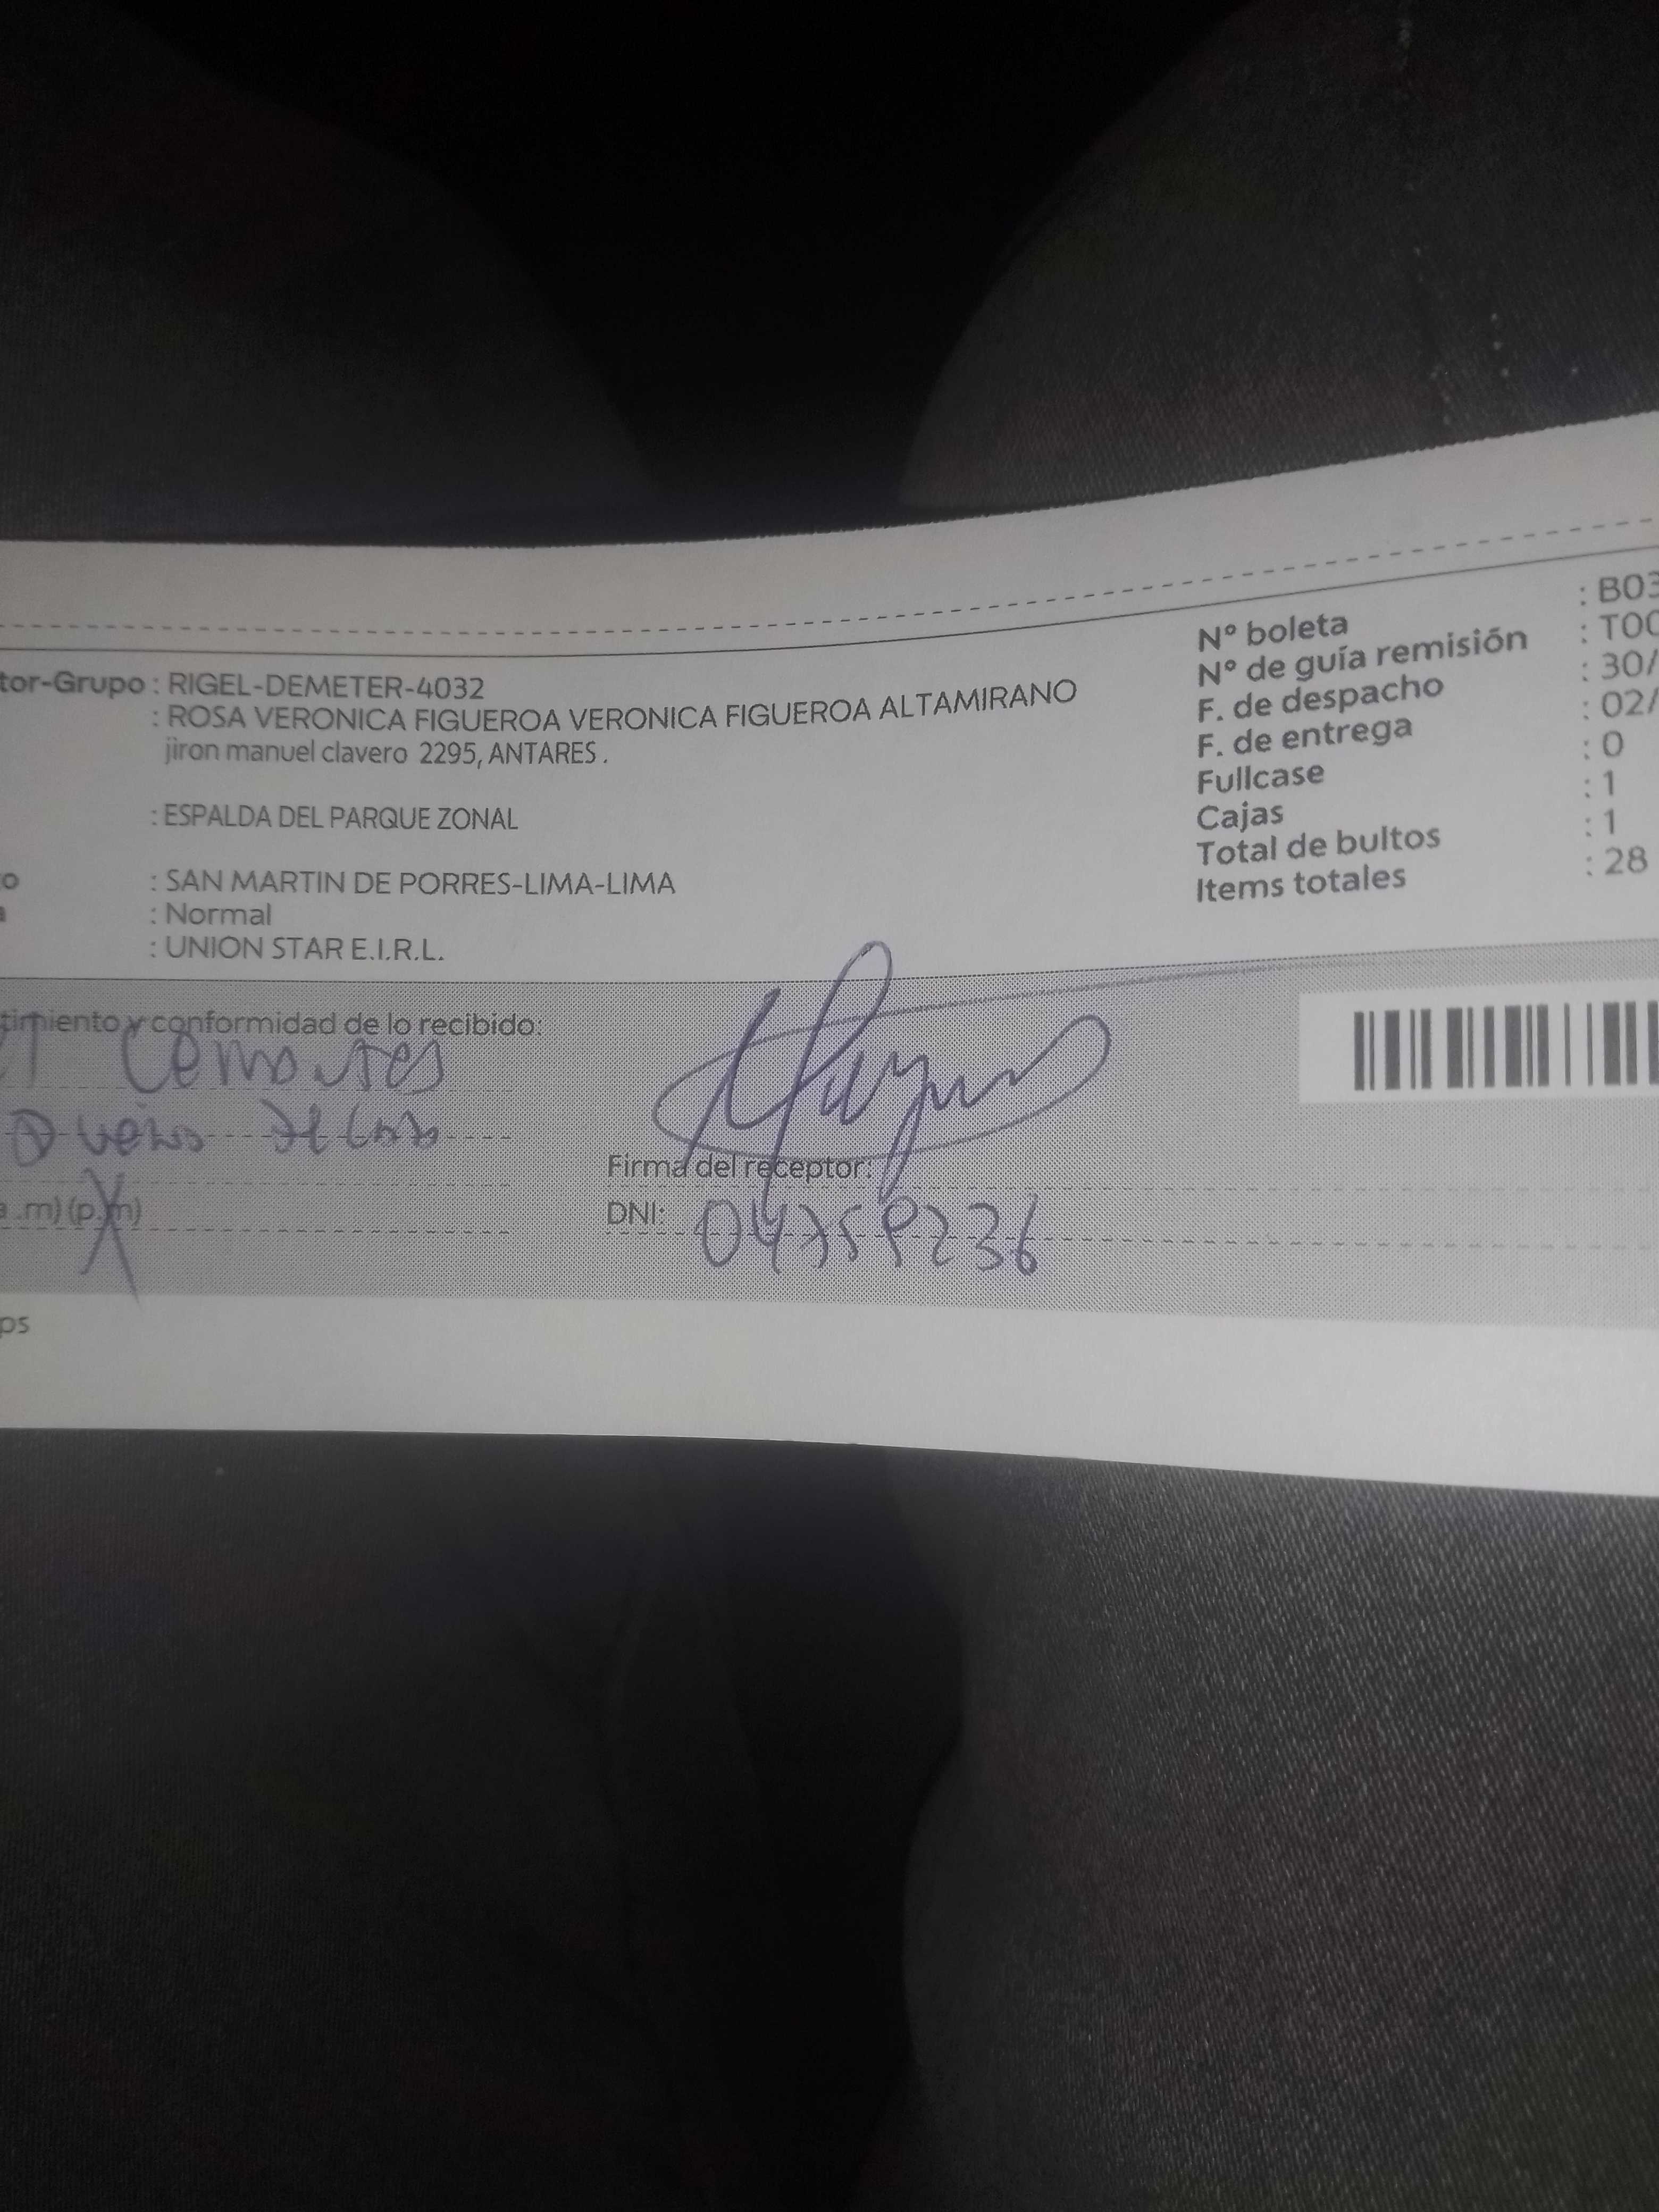 tor-Grupo : RIGEL-DEMETER-4032
: ROSA VERONICA FIGUEROA VERONICA FIGUEROA ALTAMIRANO
jiron manuel clavero 2295, ANTARES .
: ESPALDA DEL PARQUE ZONAL
o : SAN MARTIN DE PORRES-LIMA-LIMA
a : Normal
: UNION STAR E.I.R.L.
Nº boleta : B03
Nº de guía remisión : T00
F. de despacho : 30/
F. de entrega : 02/
Fullcase : 0
Cajas : 1
Total de bultos : 1
Items totales : 28
timiento y conformidad de lo recibido:
a .m) (p.m)
Firma del receptor:
DNI: 04759236
ps